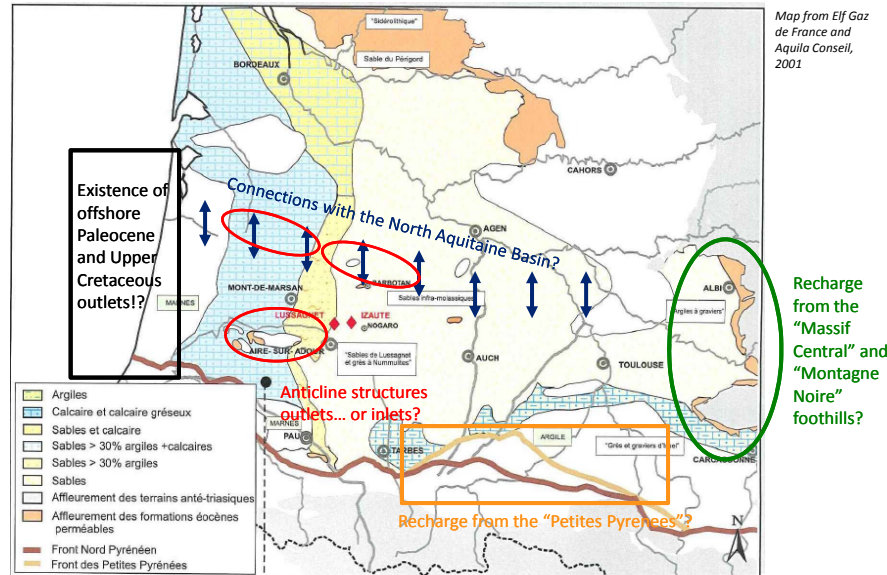 Map from Elf Gaz
de France and
Aquila Conseil,
2001
"Sidérolithique"
Sable du Périgord
BORDEAUX
CAHORS
Existence of
offshore
Paleocene
and Upper
Cretaceous
outlets!?
Connections with the North Aquitaine Basin?
AGEN
BARBOTAN
ALBI
MONT-DE-MARSAN
Sables infra-molassiques
"Argiles à graviers"
MARNES
LUSSAGNET
IZAUTE
NOGARO
AIRE-SUR-ADOUR
"Sables de Lussagnet
et grès à Nummulites"
AUCH
TOULOUSE
Recharge
from the
"Massif
Central" and
"Montagne
Noire"
foothills?
Anticline structures
outlets... or inlets?
MARNES
PAU
TARBES
ARGILE
"Grès et graviers d'Issel"
CARCASSONNE
Recharge from the "Petites Pyrenees"?
Argiles
Calcaire et calcaire gréseux
Sables et calcaire
Sables > 30% argiles +calcaires
Sables > 30% argiles
Sables
Affleurement des terrains anté-triasiques
Affleurement des formations éocènes
perméables
Front Nord Pyrénéen
Front des Petites Pyrénées
N